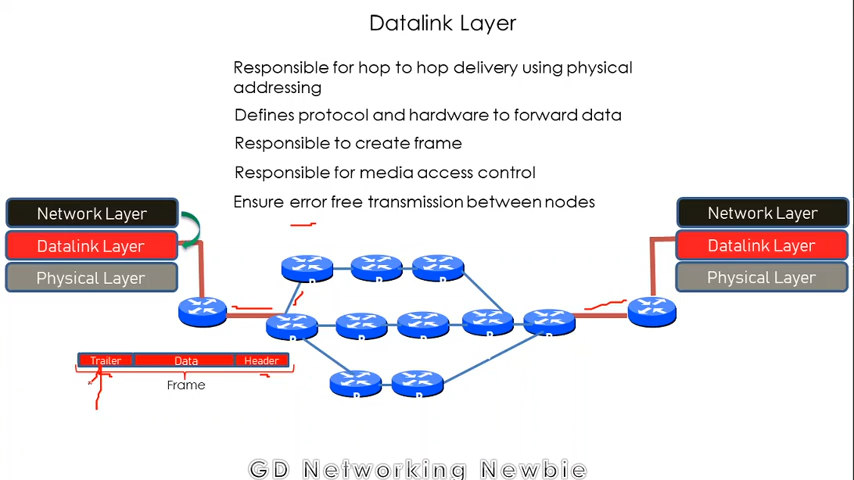 Datalink Layer
Responsible for hop to hop delivery using physical
addressing
Defines protocol and hardware to forward data
Responsible to create frame
Responsible for media access control
Ensure error free transmission between nodes
Network Layer
Datalink Layer
Physical Layer
Network Layer
Datalink Layer
Physical Layer
Trailer Data Header
Frame
GD Networking Newbie